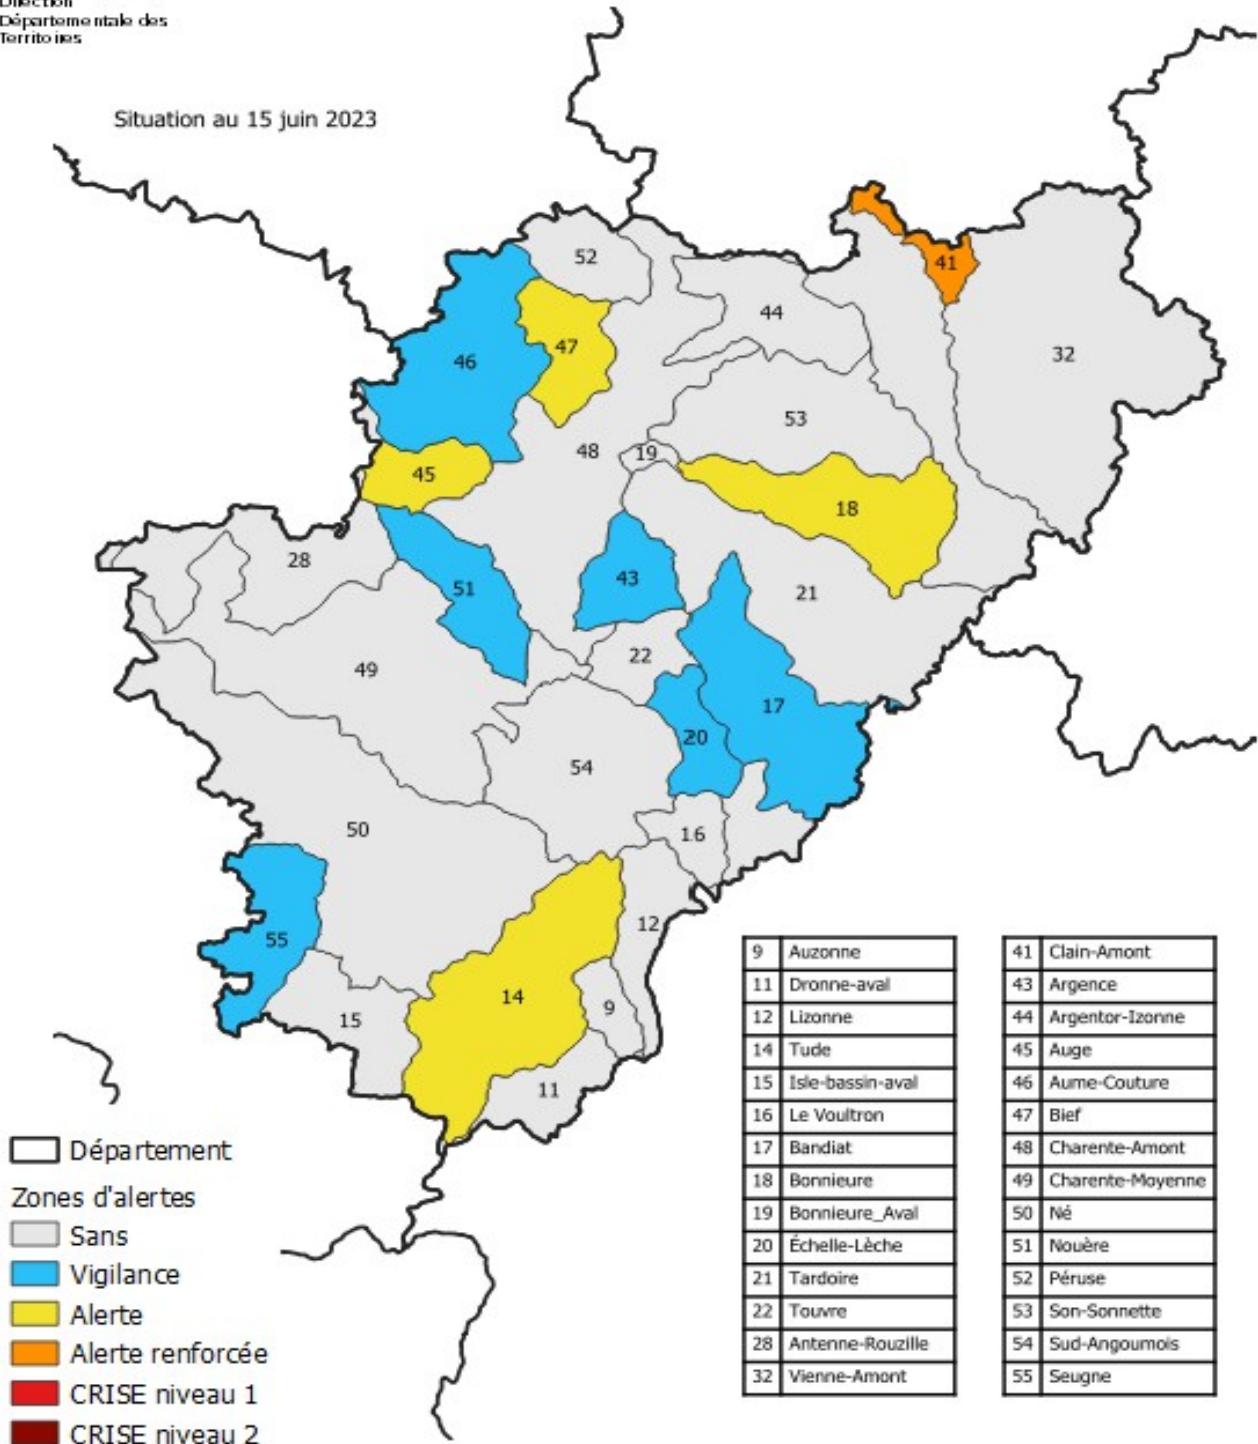 Direction
Départementale des
Territoires
Situation au 15 juin 2023
52
41
44
47
46
32
53
48
19
45
18
28
51
43
21
22
49
17
20
54
50
16
12
55
14
9
15
11
9 Auzonne
11 Dronne-aval
12 Lizonne
14 Tude
15 Isle-bassin-aval
16 Le Voultron
17 Bandiat
18 Bonnieure
19 Bonnieure_Aval
20 Échelle-Lèche
21 Tardoire
22 Touvre
28 Antenne-Rouzille
32 Vienne-Amont
41 Clain-Amont
43 Argence
44 Argentor-Izonne
45 Auge
46 Aume-Couture
47 Bief
48 Charente-Amont
49 Charente-Moyenne
50 Né
51 Nouère
52 Péruse
53 Son-Sonnette
54 Sud-Angoumois
55 Seugne
Département
Zones d'alertes
Sans
Vigilance
Alerte
Alerte renforcée
CRISE niveau 1
CRISE niveau 2